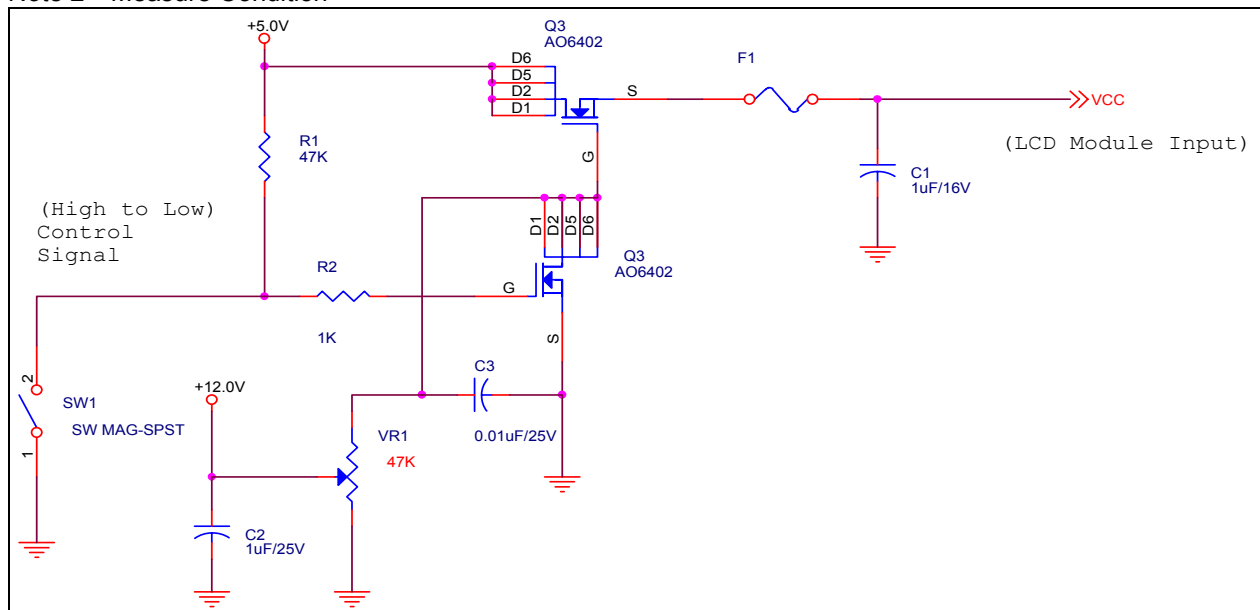 +5.0V
Q3
AO6402
D6
D5
D2
D1
S
G
F1
VCC
(LCD Module Input)
R1
47K
C1
1uF/16V
(High to Low)
Control
Signal
D1
D2
D5
D6
Q3
AO6402
R2
1K
G
S
C3
0.01uF/25V
+12.0V
2
SW1
SW MAG-SPST
1
VR1
47K
C2
1uF/25V